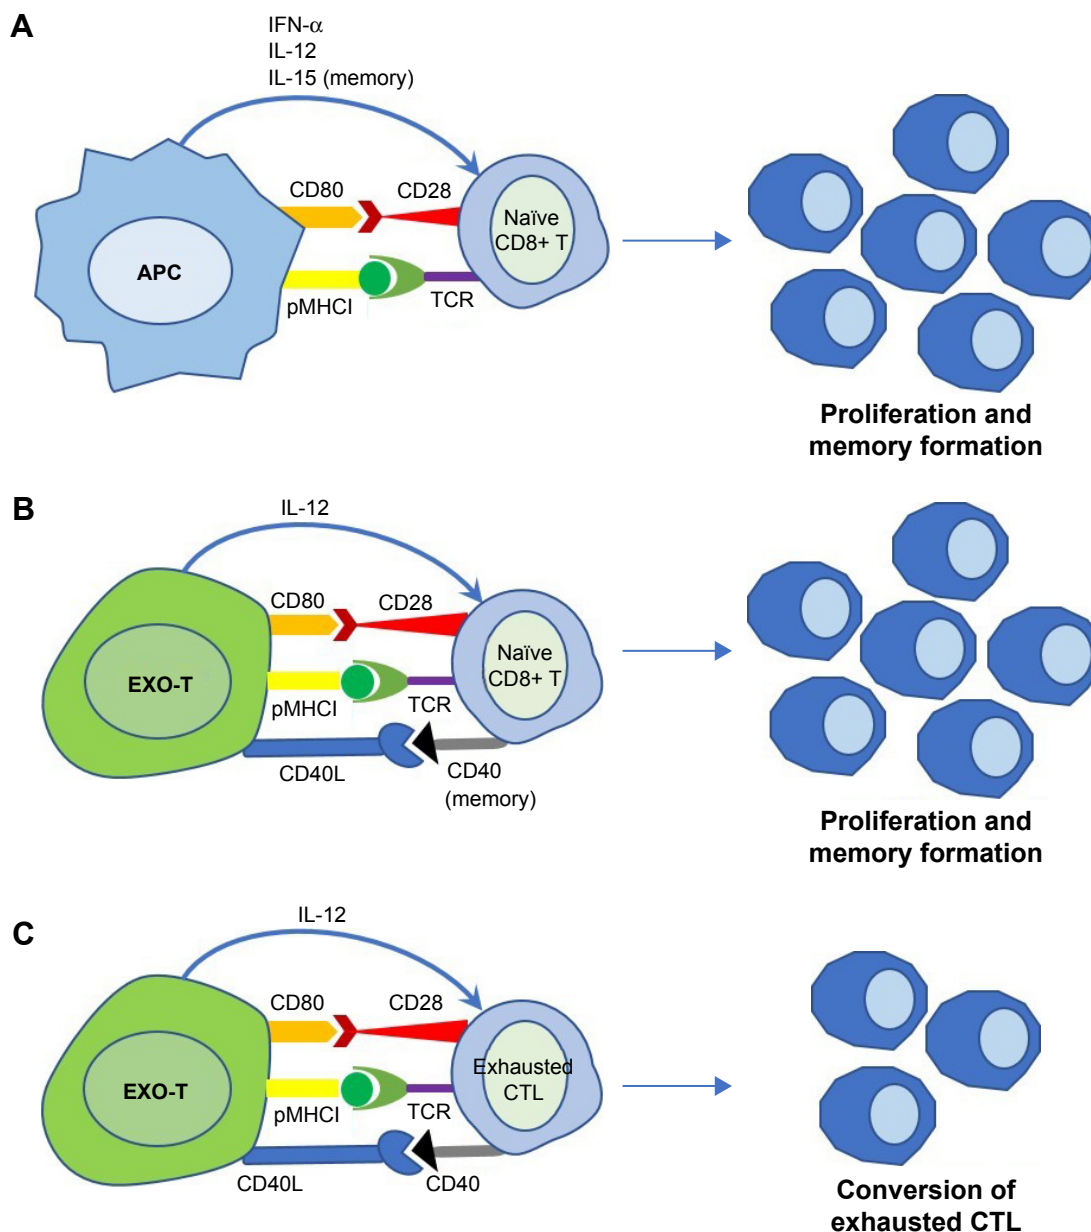 A
IFN-α
IL-12
IL-15 (memory)
CD80
CD28
Naïve
CD8+ T
APC
pMHCI
TCR
Proliferation and
memory formation
B
IL-12
CD80
CD28
Naïve
CD8+ T
EXO-T
pMHCI
TCR
CD40L
CD40
(memory)
Proliferation and
memory formation
C
IL-12
CD80
CD28
Exhausted
CTL
EXO-T
pMHCI
TCR
CD40L
CD40
Conversion of
exhausted CTL